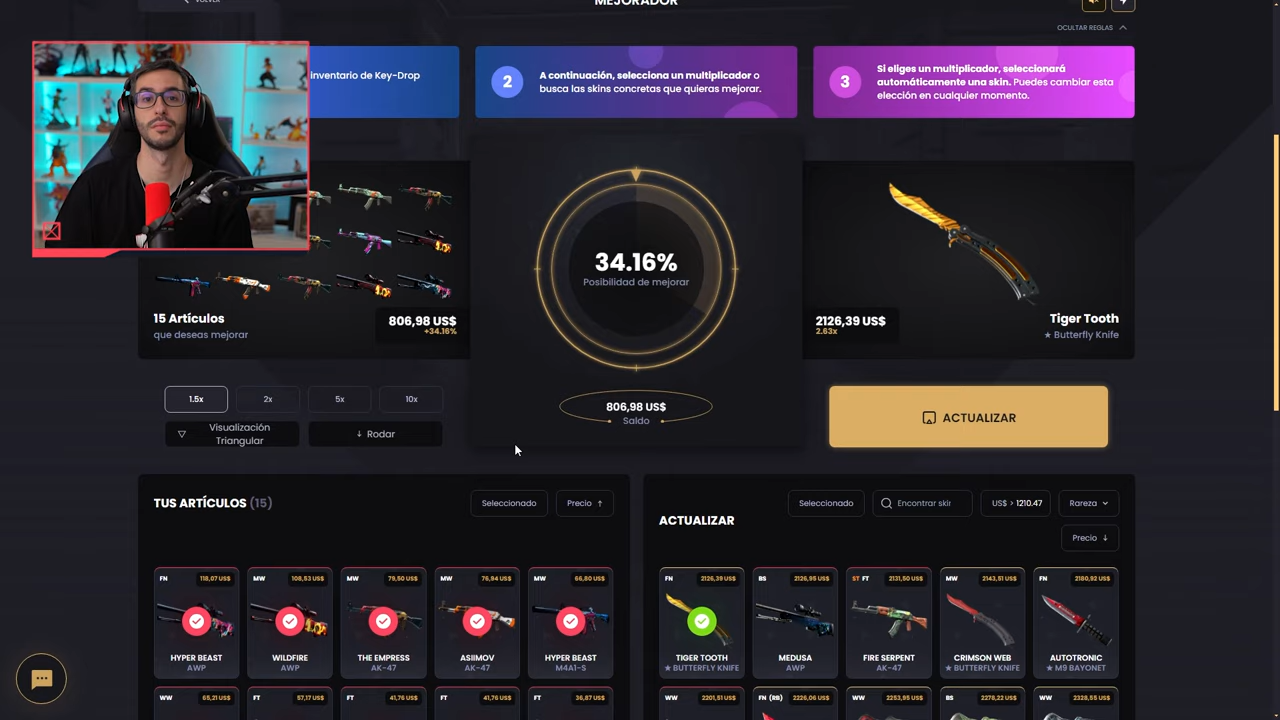 VOLVER
MEJORADOR
OCULTAR REGLAS
inventario de Key-Drop
2
A continuación, selecciona un multiplicador o
busca las skins concretas que quieras mejorar.
3
Si eliges un multiplicador, seleccionará
automáticamente una skin. Puedes cambiar esta
elección en cualquier momento.
34.16%
Posibilidad de mejorar
15 Artículos
que deseas mejorar
806,98 US$
+34.16%
2126,39 US$
2.63x
Tiger Tooth
★ Butterfly Knife
1.5x
2x
5x
10x
Visualización
Triangular
Rodar
806,98 US$
Saldo
ACTUALIZAR
TUS ARTÍCULOS (15)
Seleccionado
Precio
ACTUALIZAR
Seleccionado
Encontrar skin
US$ > 1210.47
Rareza
Precio
FN 118,07 US$
HYPER BEAST
AWP
MW 108,53 US$
WILDFIRE
AWP
MW 79,50 US$
THE EMPRESS
AK-47
MW 76,94 US$
ASIIMOV
AK-47
MW 66,80 US$
HYPER BEAST
M4A1-S
FN 2126,39 US$
TIGER TOOTH
★ BUTTERFLY KNIFE
BS 2126,95 US$
MEDUSA
AWP
ST FT 2131,50 US$
FIRE SERPENT
AK-47
MW 2143,51 US$
CRIMSON WEB
★ BUTTERFLY KNIFE
FN 2180,92 US$
AUTOTRONIC
★ M9 BAYONET
WW 65,21 US$
FT 57,17 US$
FT 41,76 US$
FT 41,76 US$
FT 36,87 US$
WW 2201,51 US$
FN (RB) 2226,06 US$
WW 2253,95 US$
BS 2278,22 US$
WW 2328,55 US$